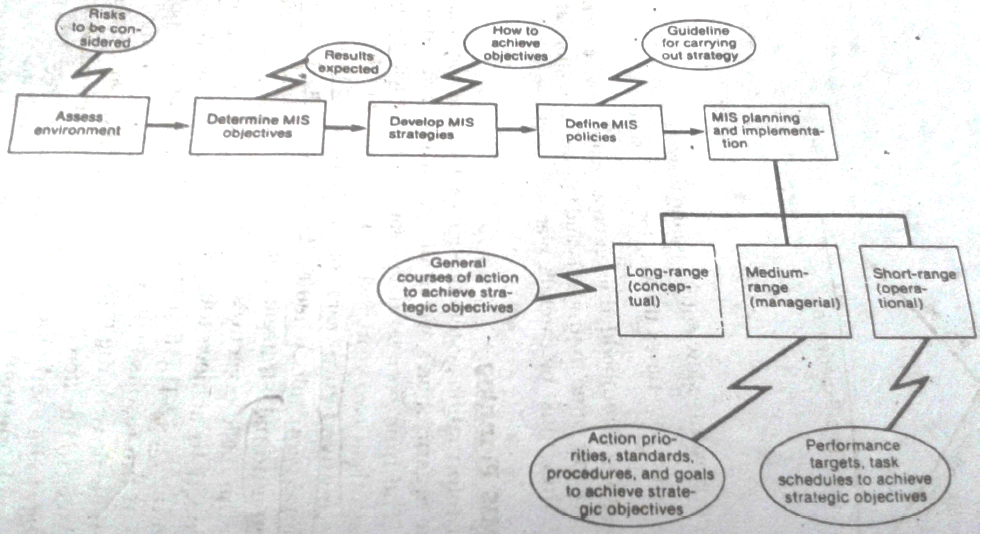 Risks
to be con-
sidered
How to
achieve
objectives
Guideline
for carrying
out strategy
Results
expected
Assess
environment
Determine MIS
objectives
Develop MIS
strategies
Define MIS
policies
MIS planning
and implementa-
tion
General
courses of action
to achieve stra-
tegic objectives
Long-range
(concep-
tual)
Medium-
range
(managerial)
Short-range
(opera-
tional)
Action prio-
rities, standards,
procedures, and goals
to achieve strate-
gic objectives
Performance
targets, task
schedules to achieve
strategic objectives